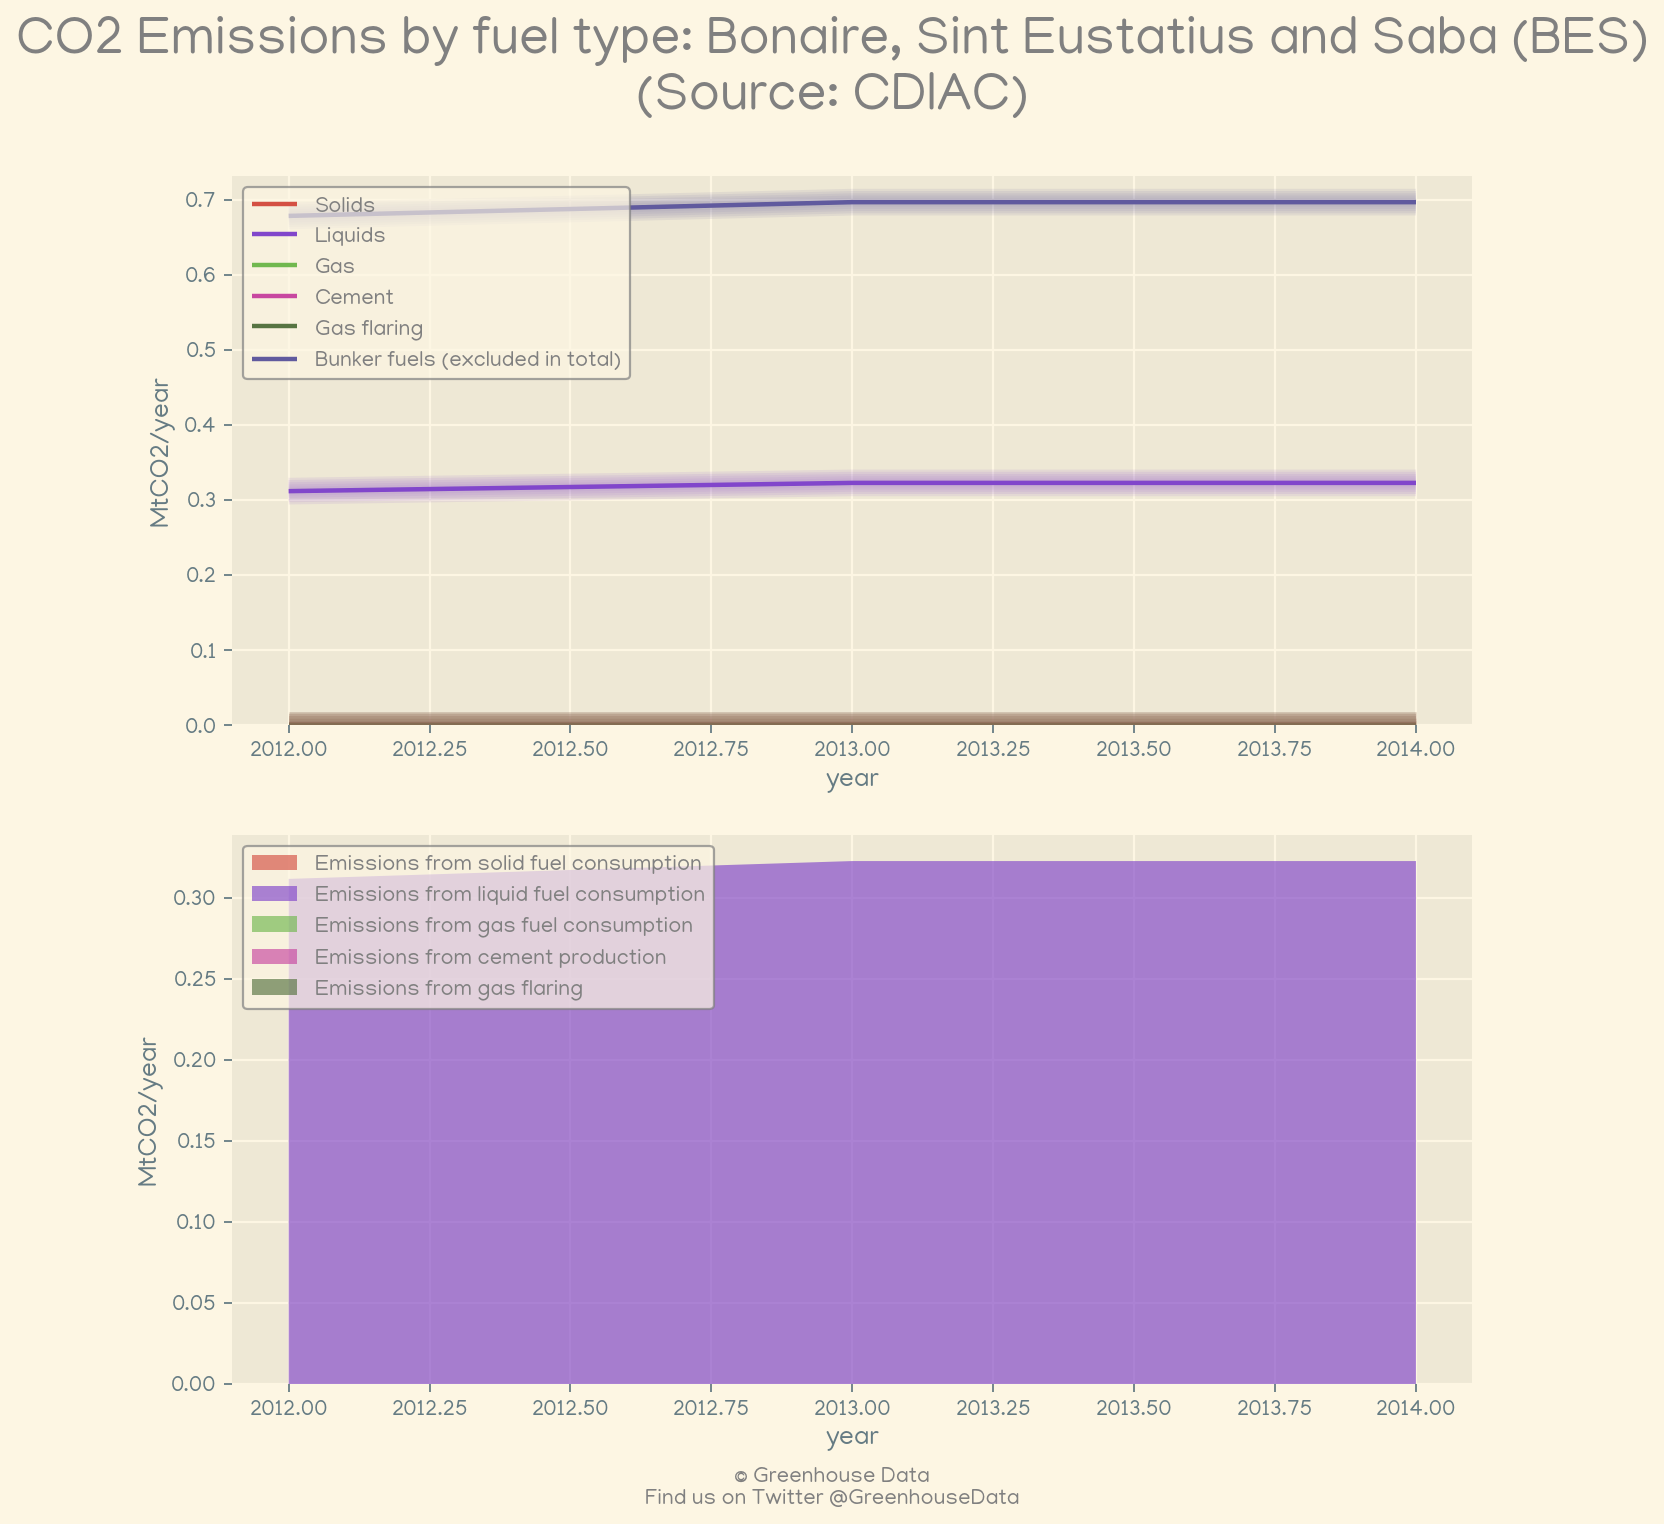 CO2 Emissions by fuel type: Bonaire, Sint Eustatius and Saba (BES)
(Source: CDIAC)
Solids
Liquids
Gas
Cement
Gas flaring
Bunker fuels (excluded in total)
MtCO2/year
0.7
0.6
0.5
0.4
0.3
0.2
0.1
0.0
2012.00 2012.25 2012.50 2012.75 2013.00 2013.25 2013.50 2013.75 2014.00
year
Emissions from solid fuel consumption
Emissions from liquid fuel consumption
Emissions from gas fuel consumption
Emissions from cement production
Emissions from gas flaring
MtCO2/year
0.30
0.25
0.20
0.15
0.10
0.05
0.00
2012.00 2012.25 2012.50 2012.75 2013.00 2013.25 2013.50 2013.75 2014.00
year
© Greenhouse Data
Find us on Twitter @GreenhouseData